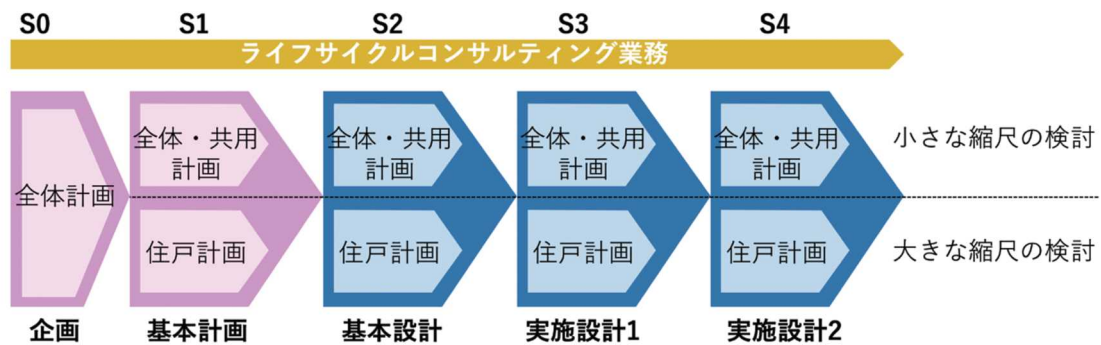 S0
S1
S2
S3
S4
ライフサイクルコンサルティング業務
全体計画
全体・共用
計画
全体・共用
計画
全体・共用
計画
全体・共用
計画
小さな縮尺の検討
住戸計画
住戸計画
住戸計画
住戸計画
大きな縮尺の検討
企画
基本計画
基本設計
実施設計1
実施設計2